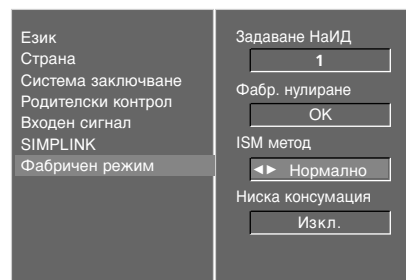 Език
Страна
Система заключване
Родителски контрол
Входен сигнал
SIMPLINK
Фабричен режим
Задаване НаИД
1
Фабр. нулиране
OK
ISM метод
◄► Нормално
Ниска консумация
Изкл.